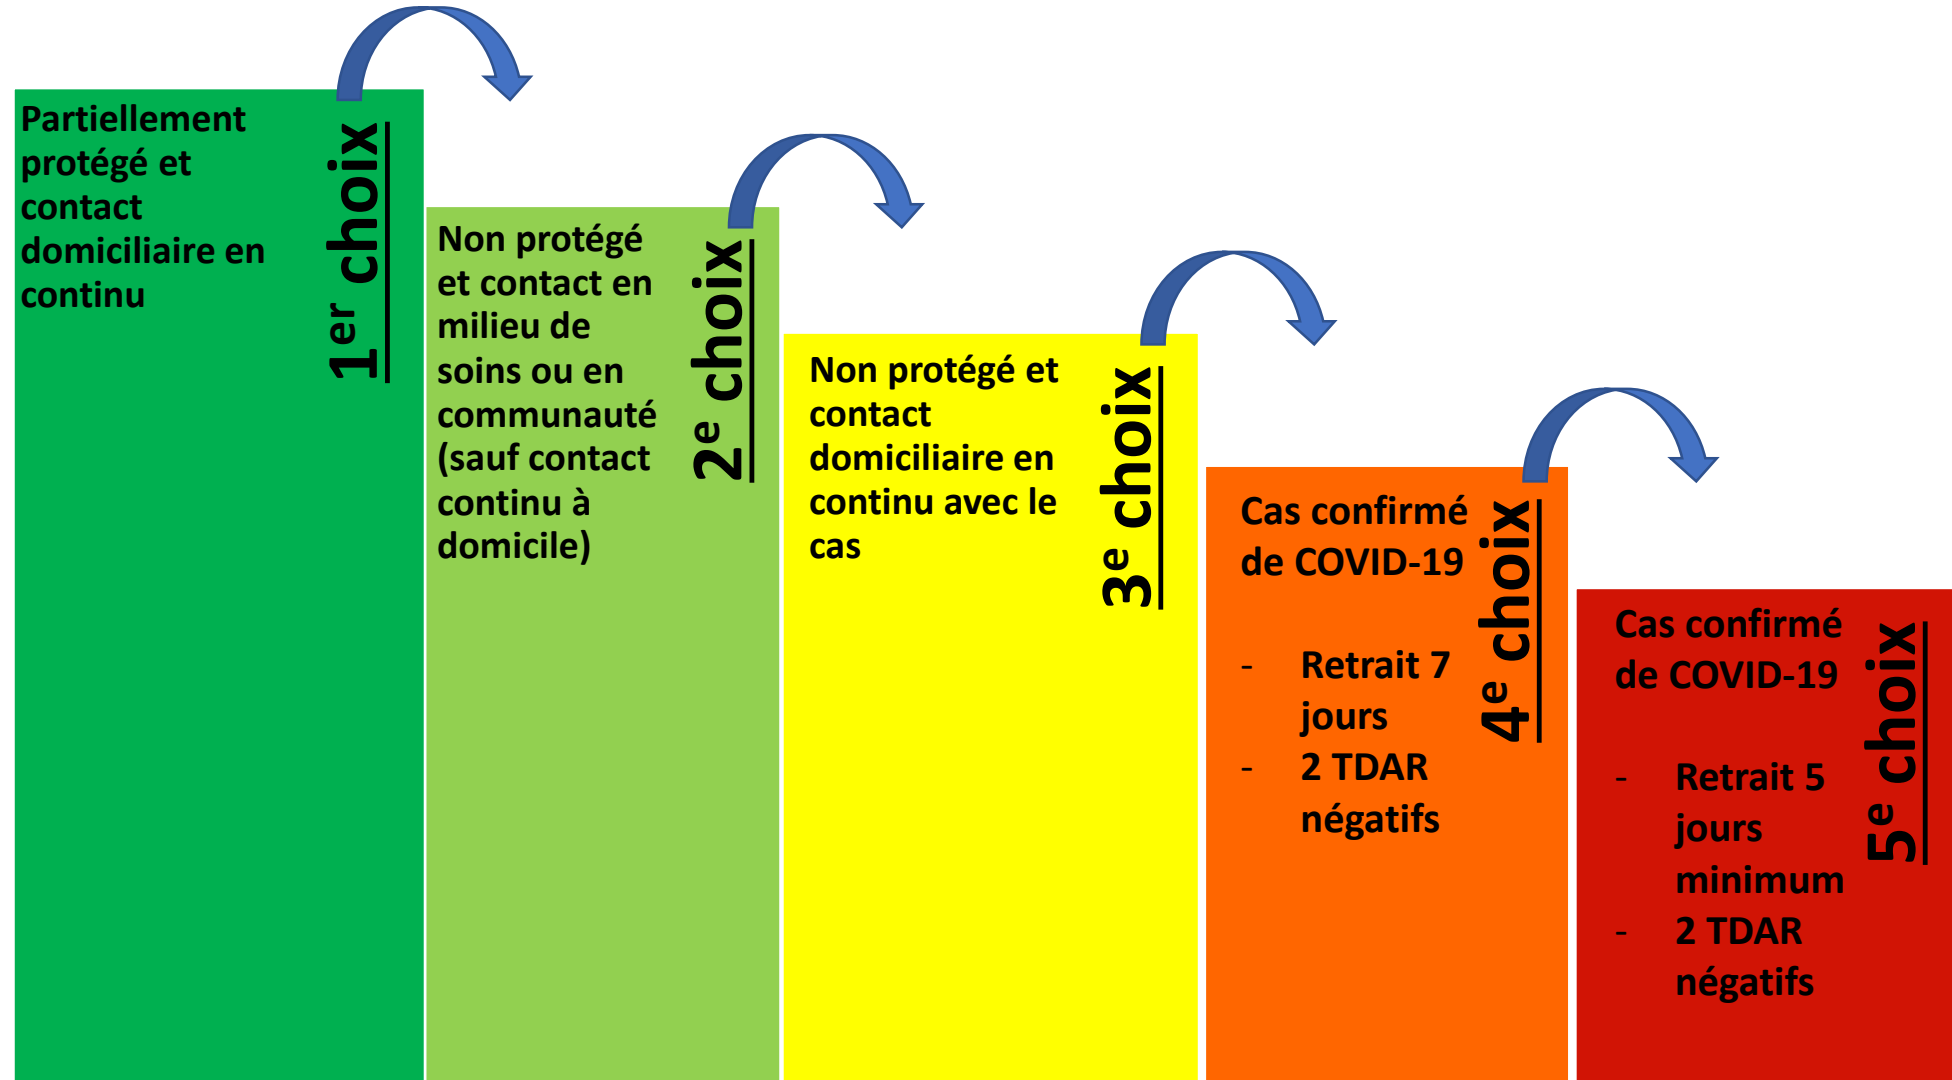 Partiellement
protégé et
contact
domiciliaire en
continu
1er choix
Non protégé
et contact en
milieu de
soins ou en
communauté
(sauf contact
continu à
domicile)
2e choix
Non protégé et
contact
domiciliaire en
continu avec le
cas
3e choix
Cas confirmé
de COVID-19
- Retrait 7
jours
- 2 TDAR
négatifs
4e choix
Cas confirmé
de COVID-19
- Retrait 5
jours
minimum
- 2 TDAR
négatifs
5e choix